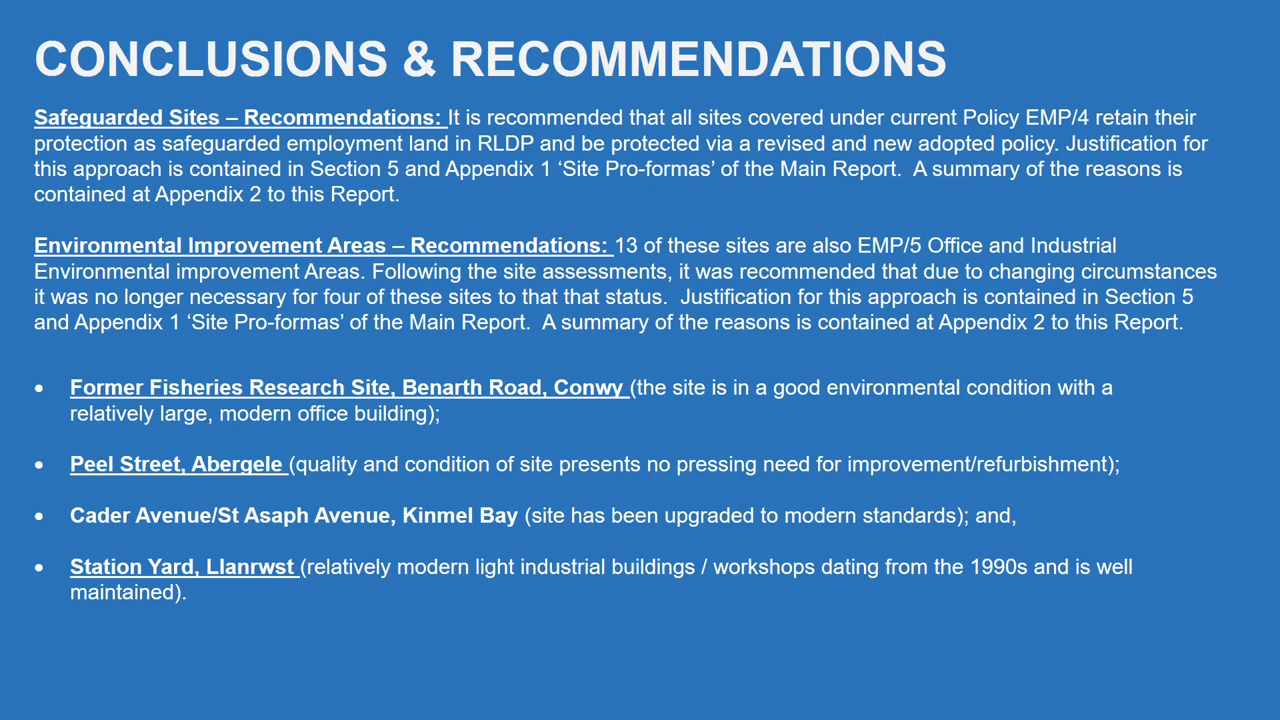 CONCLUSIONS & RECOMMENDATIONS
Safeguarded Sites – Recommendations: It is recommended that all sites covered under current Policy EMP/4 retain their
protection as safeguarded employment land in RLDP and be protected via a revised and new adopted policy. Justification for
this approach is contained in Section 5 and Appendix 1 ‘Site Pro-formas’ of the Main Report.  A summary of the reasons is
contained at Appendix 2 to this Report.
Environmental Improvement Areas – Recommendations: 13 of these sites are also EMP/5 Office and Industrial
Environmental improvement Areas. Following the site assessments, it was recommended that due to changing circumstances
it was no longer necessary for four of these sites to that that status.  Justification for this approach is contained in Section 5
and Appendix 1 ‘Site Pro-formas’ of the Main Report.  A summary of the reasons is contained at Appendix 2 to this Report.
• Former Fisheries Research Site, Benarth Road, Conwy (the site is in a good environmental condition with a
relatively large, modern office building);
• Peel Street, Abergele (quality and condition of site presents no pressing need for improvement/refurbishment);
• Cader Avenue/St Asaph Avenue, Kinmel Bay (site has been upgraded to modern standards); and,
• Station Yard, Llanrwst (relatively modern light industrial buildings / workshops dating from the 1990s and is well
maintained).